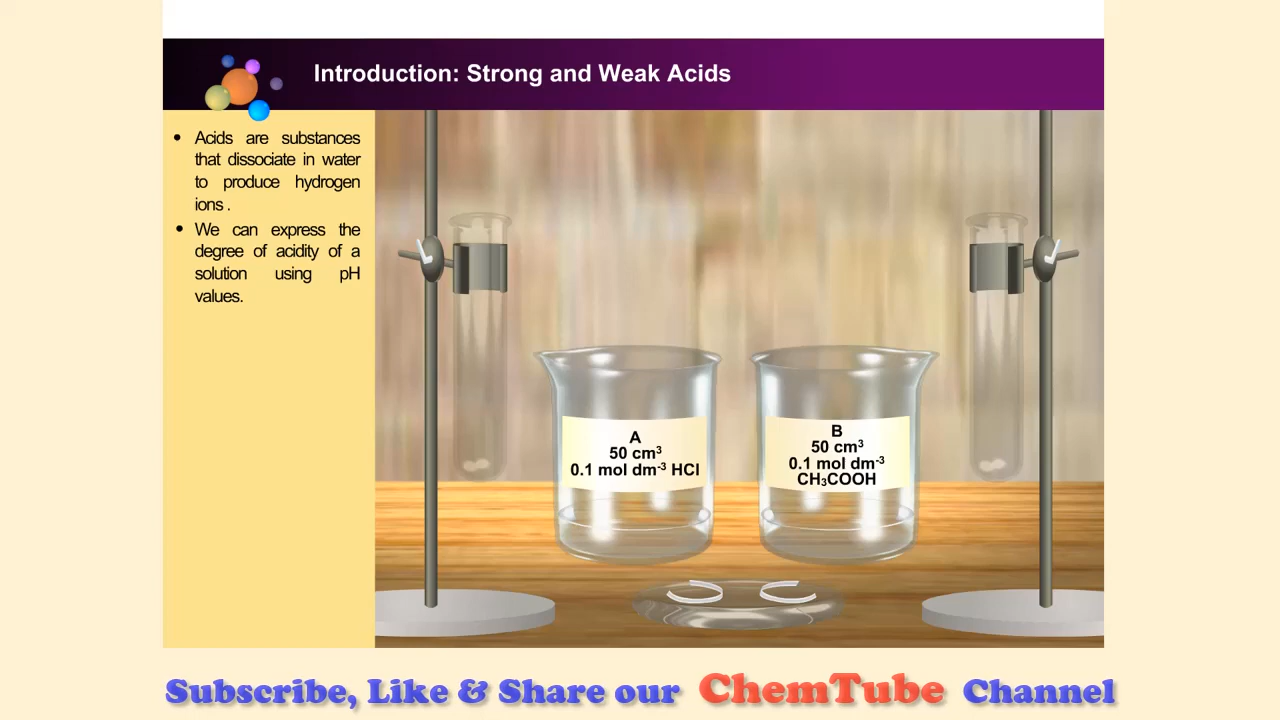 Introduction: Strong and Weak Acids
• Acids are substances
that dissociate in water
to produce hydrogen
ions .
• We can express the
degree of acidity of a
solution using pH
values.
A
50 cm³
0.1 mol dm⁻³ HCl
B
50 cm³
0.1 mol dm⁻³
CH₃COOH
Subscribe, Like & Share our ChemTube Channel